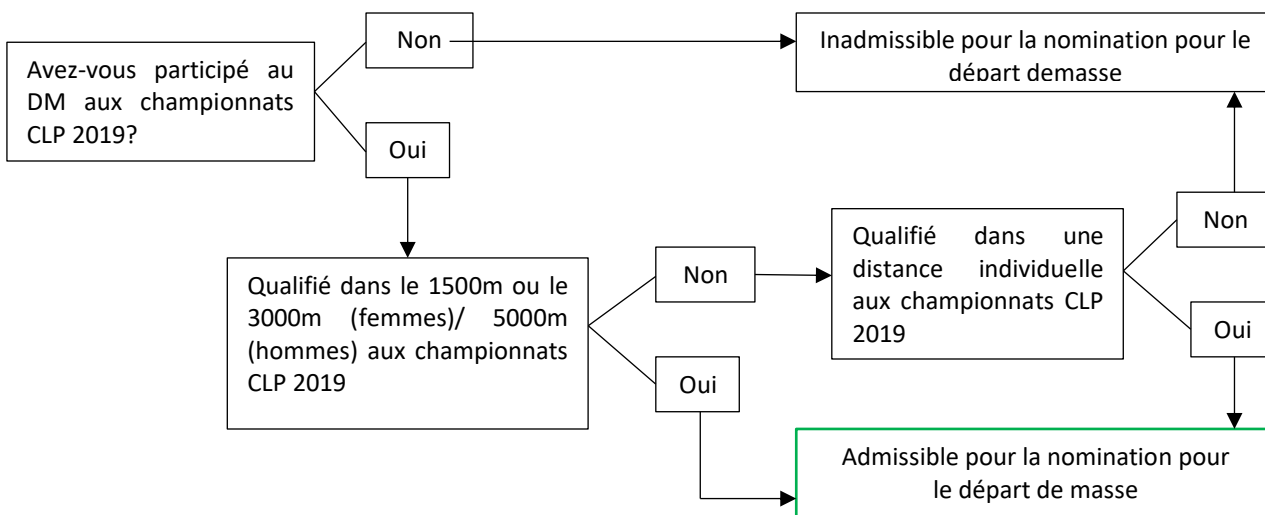 Non
Inadmissible pour la nomination pour le
départ demasse
Avez-vous participé au
DM aux championnats
CLP 2019?
Oui
Qualifié dans le 1500m ou le
3000m (femmes)/ 5000m
(hommes) aux championnats
CLP 2019
Non
Oui
Qualifié dans une
distance individuelle
aux championnats CLP
2019
Non
Oui
Admissible pour la nomination pour
le départ de masse